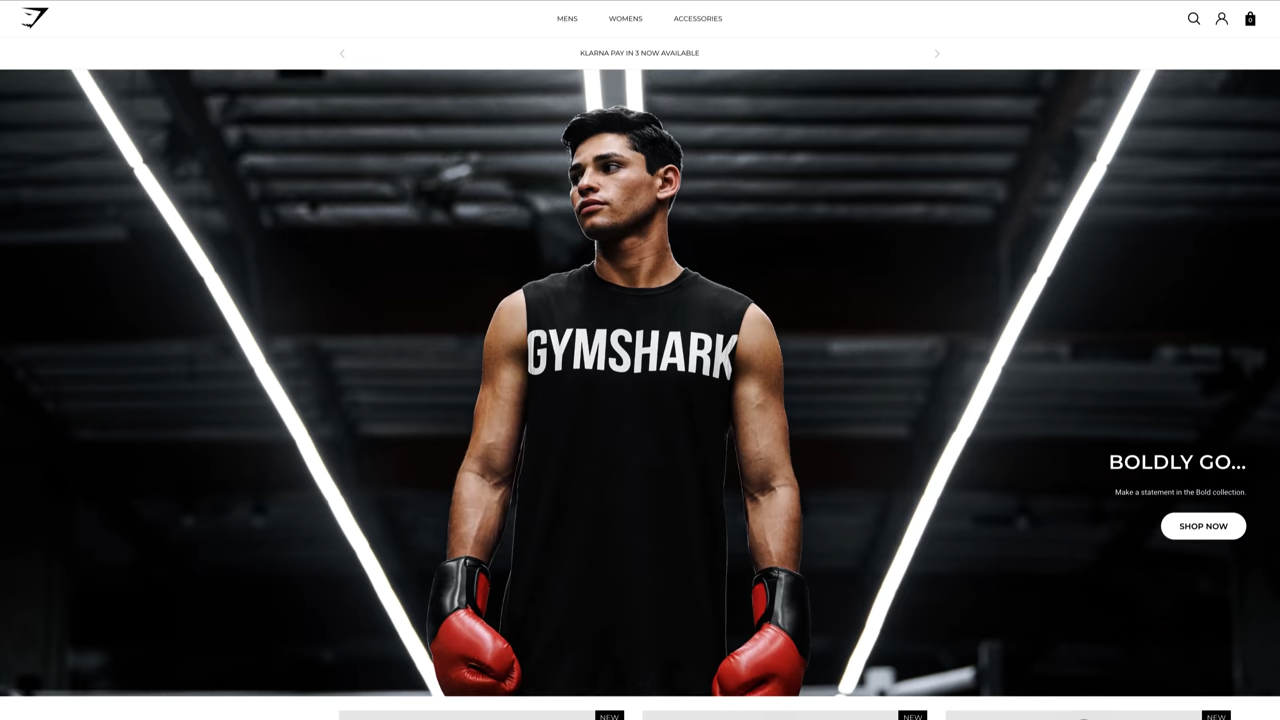 MENS
WOMENS
ACCESSORIES
0
KLARNA PAY IN 3 NOW AVAILABLE
GYMSHARK
BOLDLY GO...
Make a statement in the Bold collection.
SHOP NOW
NEW
NEW
NEW